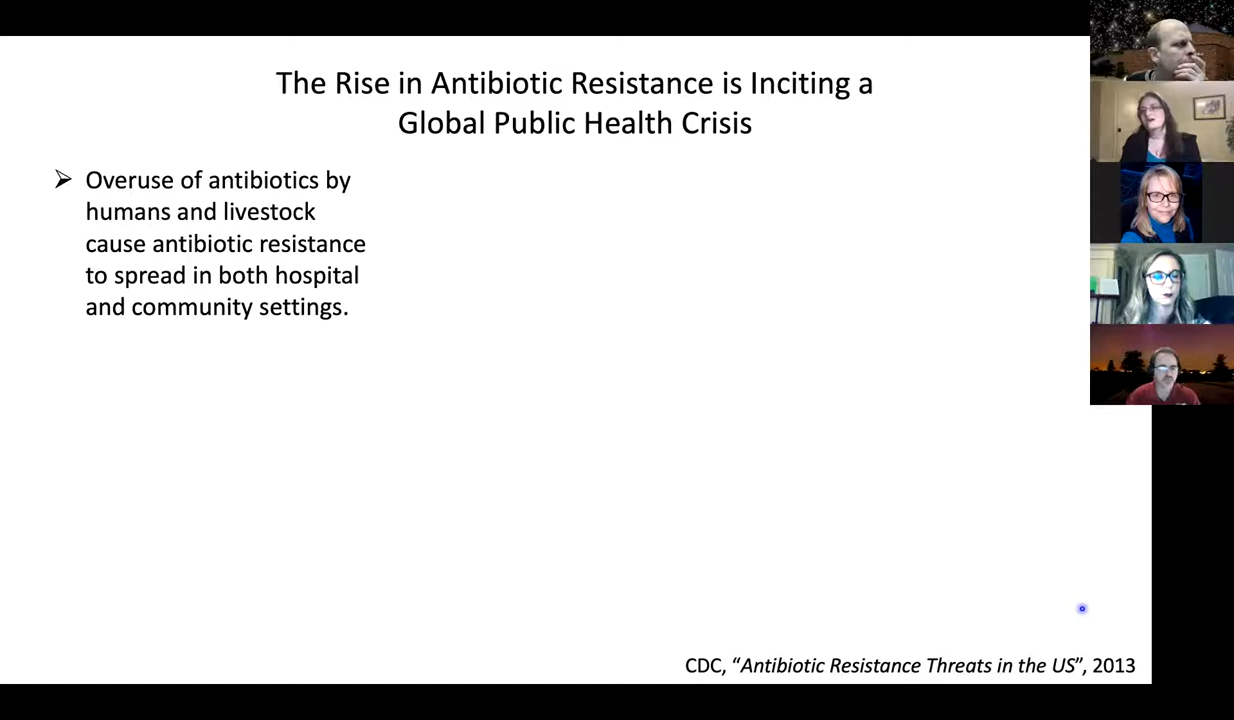 The Rise in Antibiotic Resistance is Inciting a
Global Public Health Crisis
➢ Overuse of antibiotics by
humans and livestock
cause antibiotic resistance
to spread in both hospital
and community settings.
CDC, “Antibiotic Resistance Threats in the US”, 2013